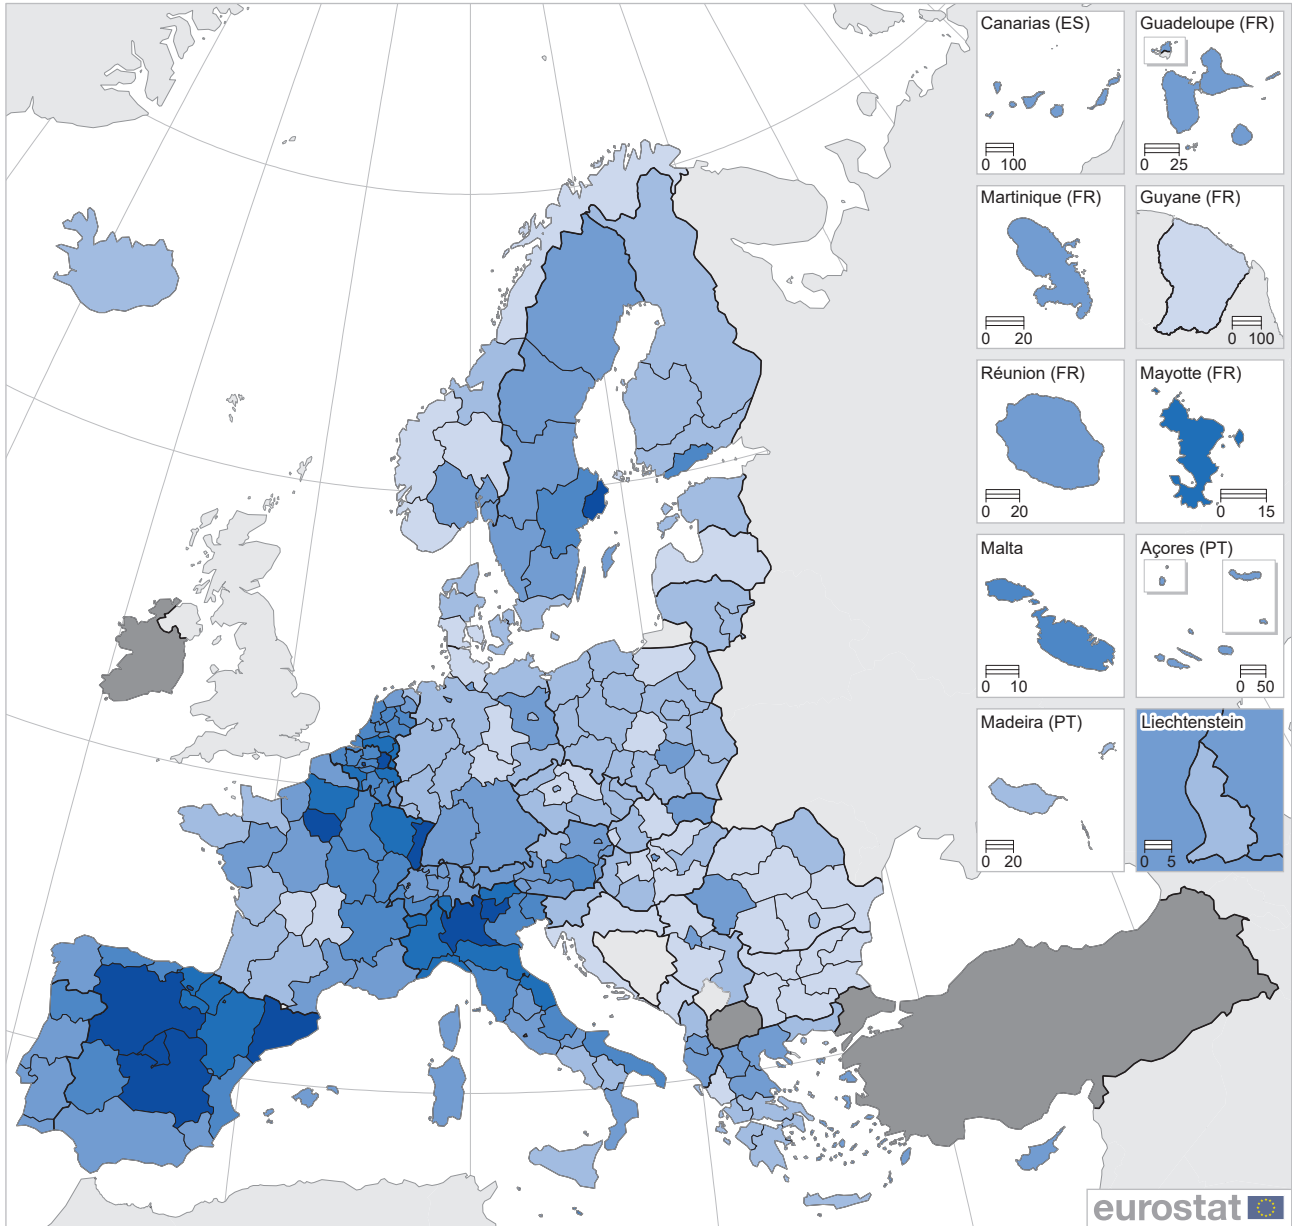 Canarias (ES)
0 100
Guadeloupe (FR)
0 25
Martinique (FR)
0 20
Guyane (FR)
0 100
Réunion (FR)
0 20
Mayotte (FR)
0 15
Malta
0 10
Açores (PT)
0 50
Madeira (PT)
0 20
Liechtenstein
0 5
eurostat